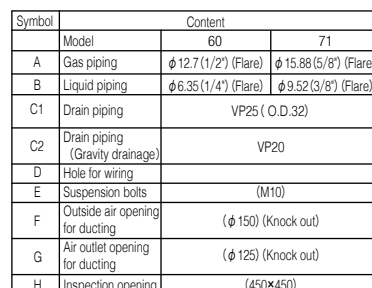 Symbol Content
Model 60 71
A Gas piping ϕ12.7(1/2") (Flare) ϕ15.88(5/8") (Flare)
B Liquid piping ϕ6.35(1/4") (Flare) ϕ9.52(3/8") (Flare)
C1 Drain piping VP25 ( O.D.32)
C2 Drain piping
(Gravity drainage) VP20
D Hole for wiring
E Suspension bolts (M10)
F Outside air opening
for ducting (ϕ150) (Knock out)
G Air outlet opening
for ducting (ϕ125) (Knock out)
H Inspection opening (450×450)